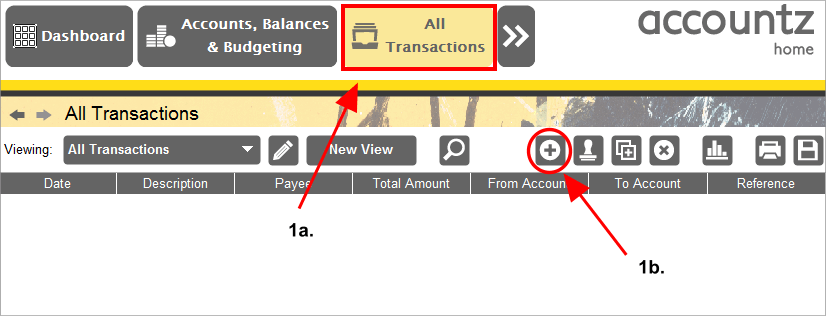 Dashboard
Accounts, Balances
& Budgeting
All
Transactions
accountz
home
All Transactions
Viewing:
All Transactions
New View
Date
Description
Payee
Total Amount
From Account
To Account
Reference
1a.
1b.